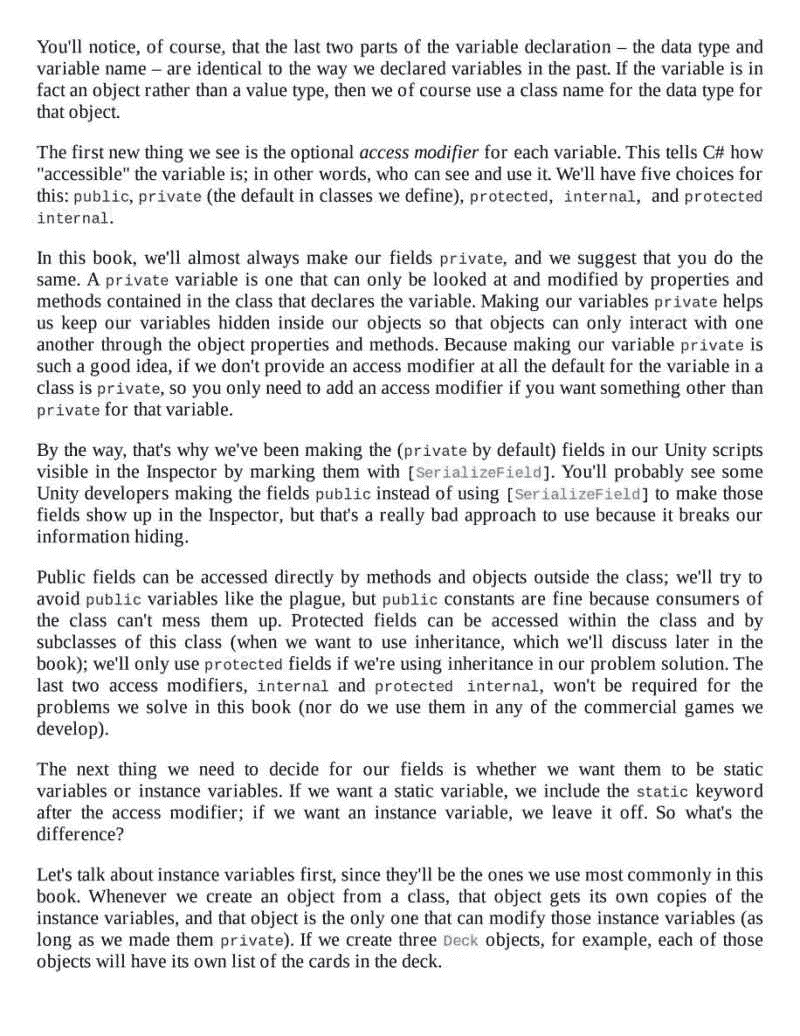 You'll notice, of course, that the last two parts of the variable declaration – the data type and
variable name – are identical to the way we declared variables in the past. If the variable is in
fact an object rather than a value type, then we of course use a class name for the data type for
that object.
The first new thing we see is the optional access modifier for each variable. This tells C# how
"accessible" the variable is; in other words, who can see and use it. We'll have five choices for
this: public, private (the default in classes we define), protected, internal, and protected
internal.
In this book, we'll almost always make our fields private, and we suggest that you do the
same. A private variable is one that can only be looked at and modified by properties and
methods contained in the class that declares the variable. Making our variables private helps
us keep our variables hidden inside our objects so that objects can only interact with one
another through the object properties and methods. Because making our variable private is
such a good idea, if we don't provide an access modifier at all the default for the variable in a
class is private, so you only need to add an access modifier if you want something other than
private for that variable.
By the way, that's why we've been making the (private by default) fields in our Unity scripts
visible in the Inspector by marking them with [SerializeField]. You'll probably see some
Unity developers making the fields public instead of using [SerializeField] to make those
fields show up in the Inspector, but that's a really bad approach to use because it breaks our
information hiding.
Public fields can be accessed directly by methods and objects outside the class; we'll try to
avoid public variables like the plague, but public constants are fine because consumers of
the class can't mess them up. Protected fields can be accessed within the class and by
subclasses of this class (when we want to use inheritance, which we'll discuss later in the
book); we'll only use protected fields if we're using inheritance in our problem solution. The
last two access modifiers, internal and protected internal, won't be required for the
problems we solve in this book (nor do we use them in any of the commercial games we
develop).
The next thing we need to decide for our fields is whether we want them to be static
variables or instance variables. If we want a static variable, we include the static keyword
after the access modifier; if we want an instance variable, we leave it off. So what's the
difference?
Let's talk about instance variables first, since they'll be the ones we use most commonly in this
book. Whenever we create an object from a class, that object gets its own copies of the
instance variables, and that object is the only one that can modify those instance variables (as
long as we made them private). If we create three Deck objects, for example, each of those
objects will have its own list of the cards in the deck.